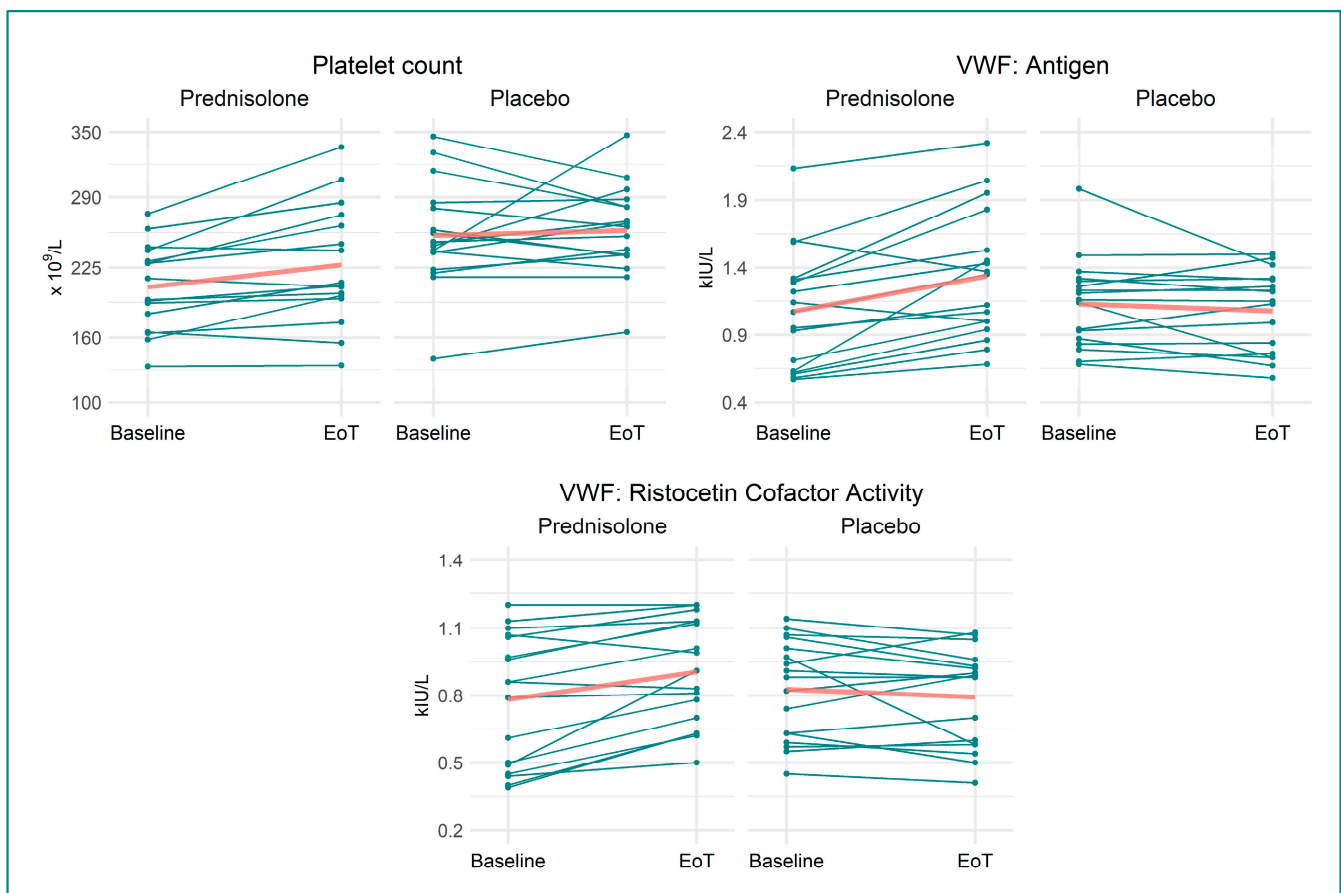 Platelet count
Prednisolone Placebo
350
290
225
160
100
x 10⁹/L
Baseline EoT Baseline EoT
VWF: Antigen
Prednisolone Placebo
2.4
1.9
1.4
0.9
0.4
kIU/L
Baseline EoT Baseline EoT
VWF: Ristocetin Cofactor Activity
Prednisolone Placebo
1.4
1.1
0.8
0.5
0.2
kIU/L
Baseline EoT Baseline EoT